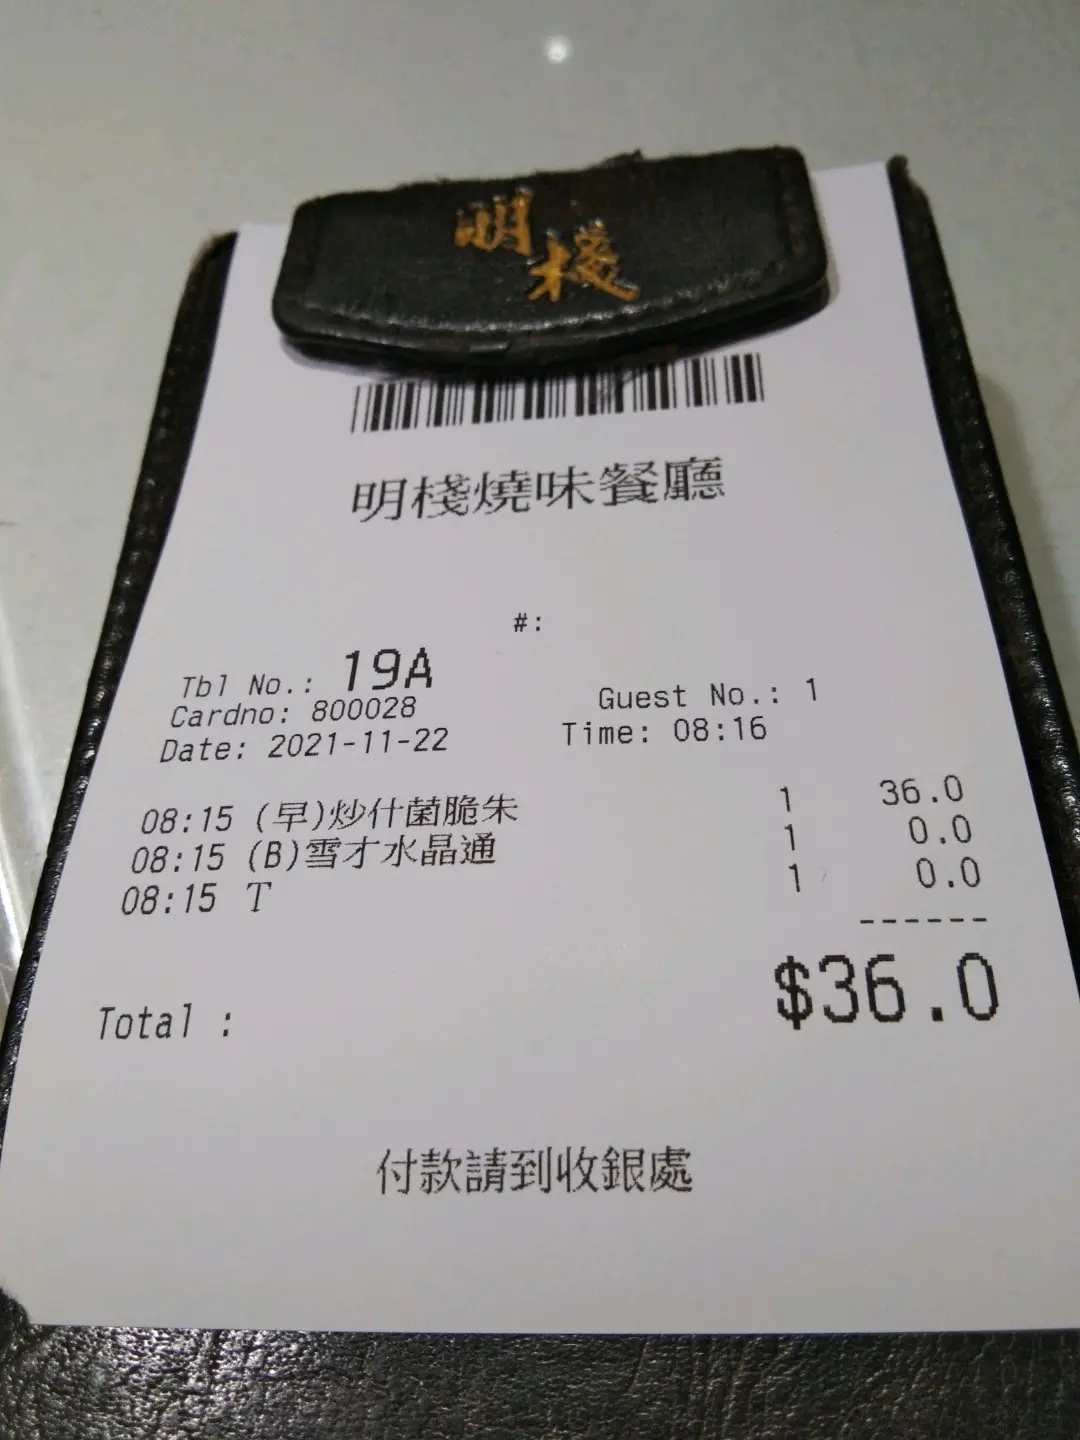 明
棧
明棧燒味餐廳
#:
Tbl No.: 19A
Cardno: 800028 Guest No.: 1
Date: 2021-11-22 Time: 08:16
08:15 (早)炒什菌脆朱 1 36.0
08:15 (B)雪才水晶通 1 0.0
08:15 T 1 0.0
------
Total : $36.0
付款請到收銀處